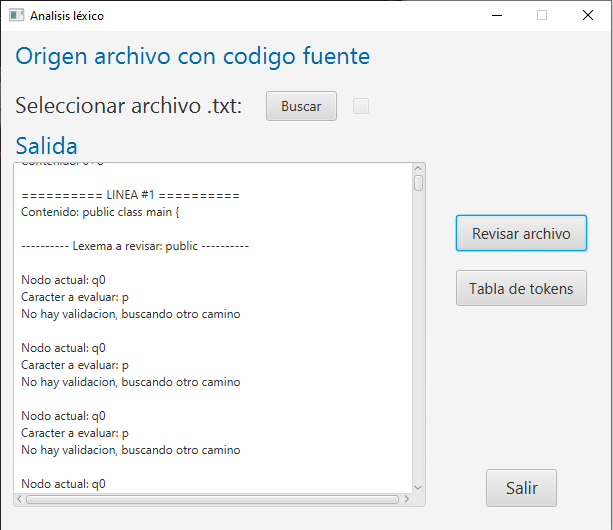 Analisis léxico
Origen archivo con codigo fuente
Seleccionar archivo .txt:
Buscar
Salida
========== LINEA #1 ==========
Contenido: public class main {
---------- Lexema a revisar: public ----------
Nodo actual: q0
Caracter a evaluar: p
No hay validacion, buscando otro camino
Nodo actual: q0
Caracter a evaluar: p
No hay validacion, buscando otro camino
Nodo actual: q0
Caracter a evaluar: p
No hay validacion, buscando otro camino
Nodo actual: q0
Revisar archivo
Tabla de tokens
Salir